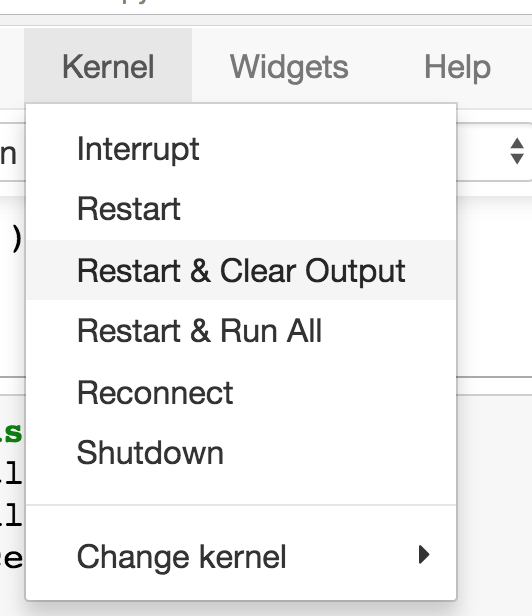 Kernel Widgets Help
n
Interrupt
)
Restart
Restart & Clear Output
Restart & Run All
Reconnect
s
Shutdown
ll
ll
Change kernel
e